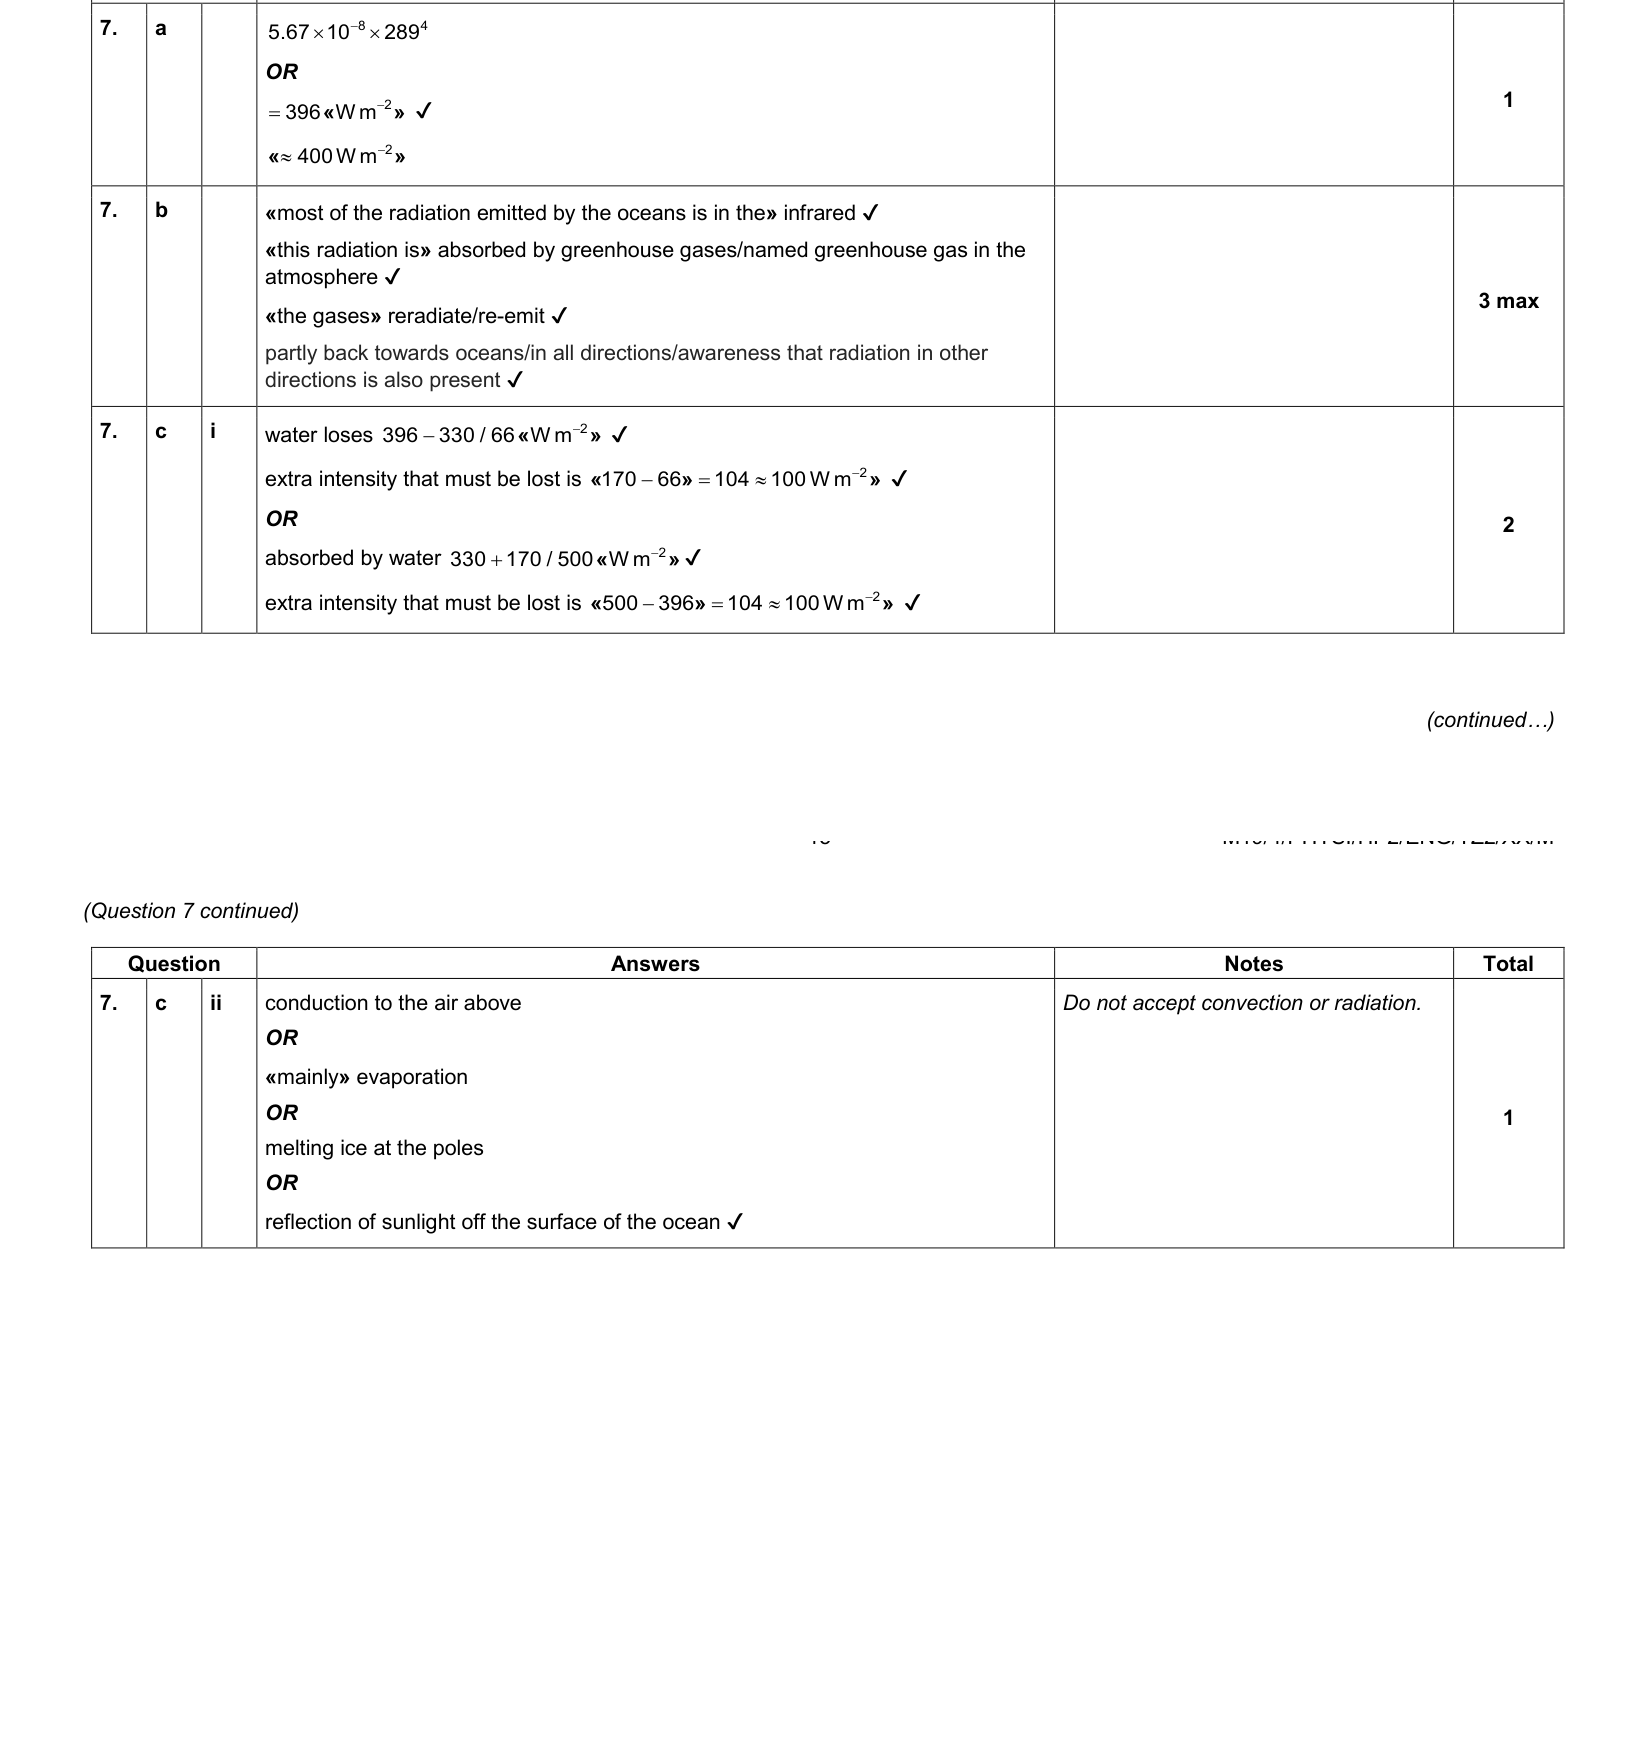 7. a 5.67×10⁻⁸×289⁴
OR
= 396 «W m⁻²» ✓
«≈ 400 W m⁻²»
1
7. b «most of the radiation emitted by the oceans is in the» infrared ✓
«this radiation is» absorbed by greenhouse gases/named greenhouse gas in the
atmosphere ✓
«the gases» reradiate/re-emit ✓
partly back towards oceans/in all directions/awareness that radiation in other
directions is also present ✓
3 max
7. c i water loses 396 – 330 / 66 «W m⁻²» ✓
extra intensity that must be lost is «170 – 66» = 104 ≈ 100 W m⁻²» ✓
OR
absorbed by water 330 + 170 / 500 «W m⁻²» ✓
extra intensity that must be lost is «500 – 396» = 104 ≈ 100 W m⁻²» ✓
2
(continued…)
(Question 7 continued)
Question Answers Notes Total
7. c ii conduction to the air above Do not accept convection or radiation.
OR
«mainly» evaporation
OR
melting ice at the poles
OR
reflection of sunlight off the surface of the ocean ✓
1